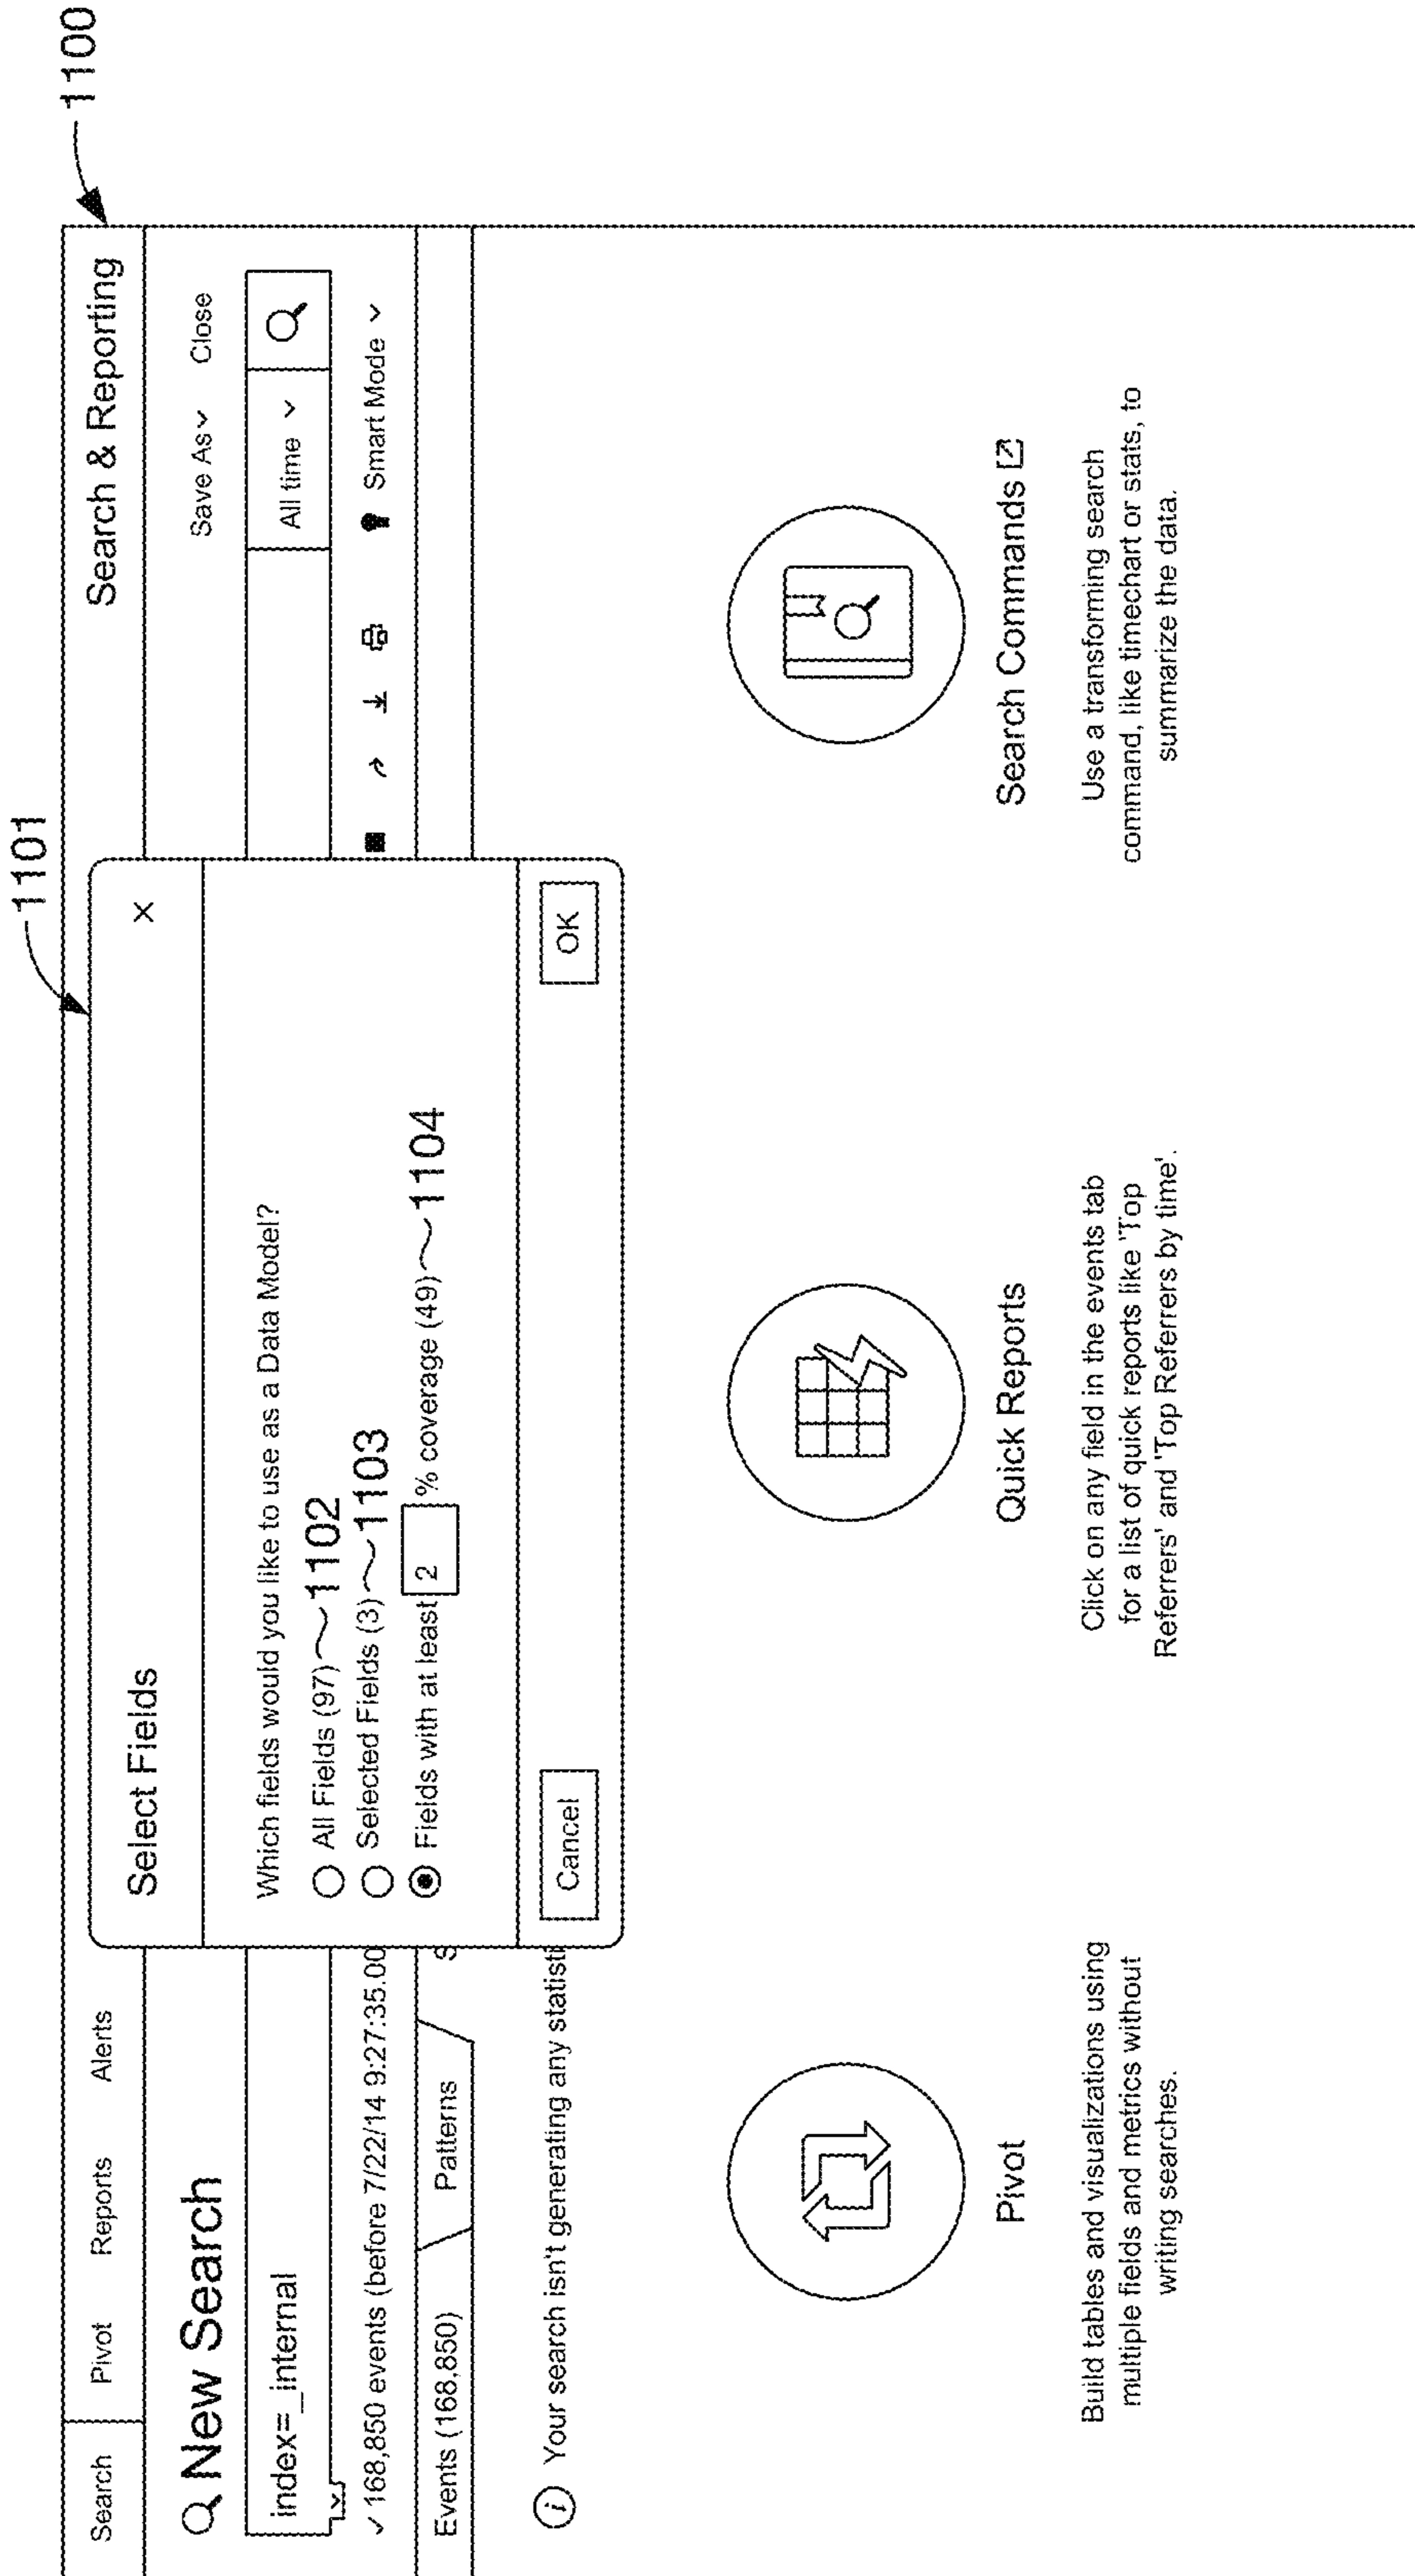 1100
1101
Search Pivot Reports Alerts
Search & Reporting
Select Fields
New Search
Save As Close
index=_internal
Which fields would you like to use as a Data Model?
All time
All Fields (97) 1102
✓ 168,850 events (before 7/22/14 9:27:35.00
Selected Fields (3) 1103
Smart Mode
Fields with at least 2 % coverage (49) 1104
Events (168,850) Patterns S
Cancel OK
i Your search isn't generating any statisti
Pivot
Build tables and visualizations using
multiple fields and metrics without
writing searches.
Quick Reports
Click on any field in the events tab
for a list of quick reports like 'Top
Referrers' and 'Top Referrers by time'.
Search Commands
Use a transforming search
command, like timechart or stats, to
summarize the data.